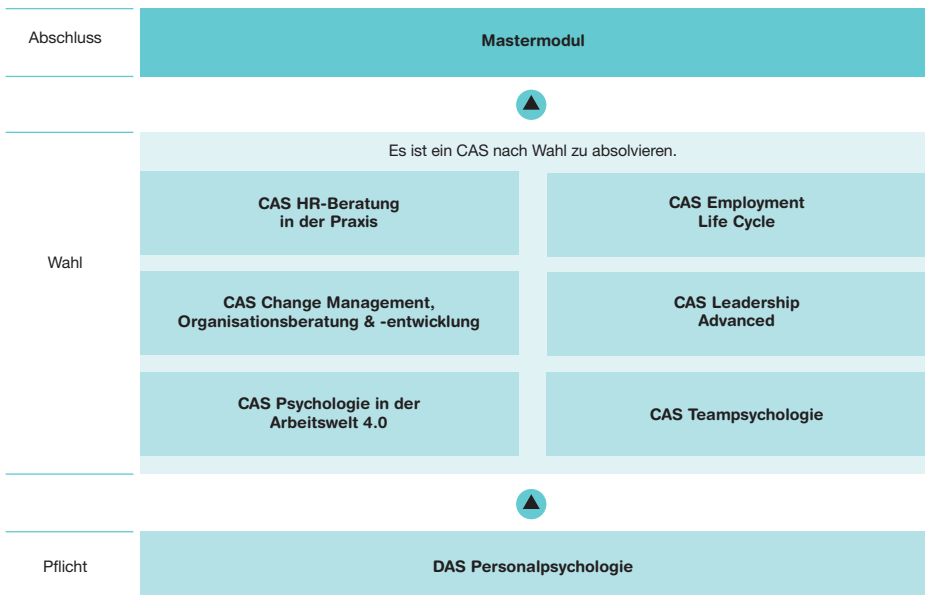 Abschluss
Mastermodul
Wahl
Es ist ein CAS nach Wahl zu absolvieren.
CAS HR-Beratung
in der Praxis
CAS Employment
Life Cycle
CAS Change Management,
Organisationsberatung & -entwicklung
CAS Leadership
Advanced
CAS Psychologie in der
Arbeitswelt 4.0
CAS Teampsychologie
Pflicht
DAS Personalpsychologie